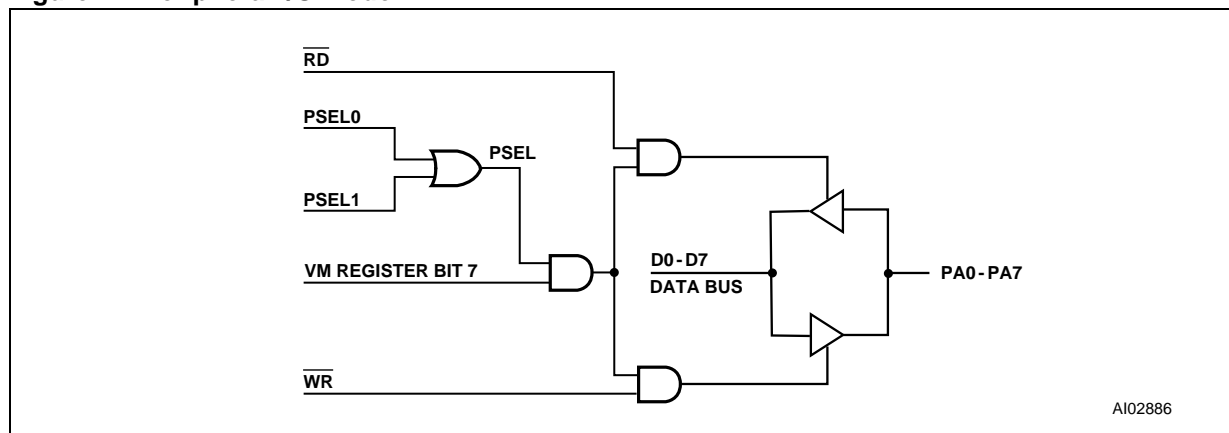 RD
PSEL0
PSEL
PSEL1
VM REGISTER BIT 7
D0-D7
DATA BUS
PA0-PA7
WR
AI02886